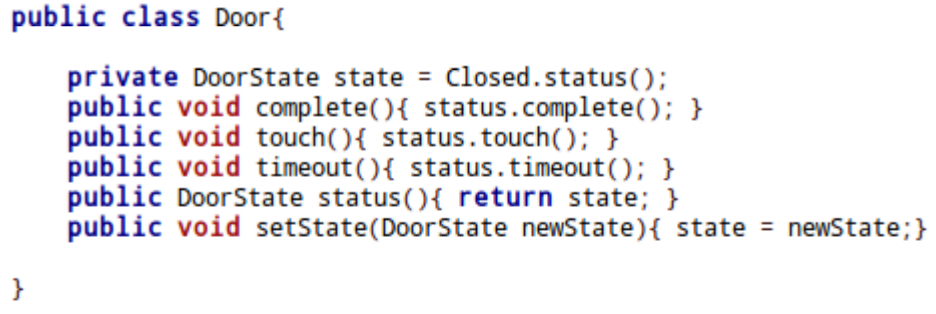 public class Door{
private DoorState state = Closed.status();
public void complete(){ status.complete(); }
public void touch(){ status.touch(); }
public void timeout(){ status.timeout(); }
public DoorState status(){ return state; }
public void setState(DoorState newState){ state = newState;}
}